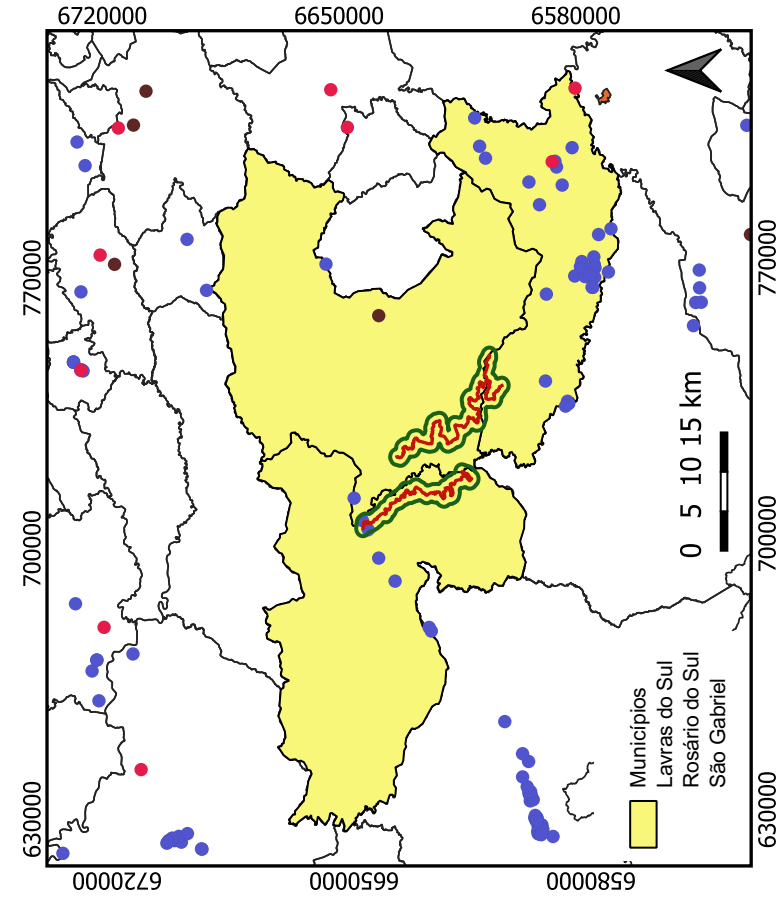 6720000 6650000 6580000
770000 770000
700000 700000
630000 630000
0 5 10 15 km
Municípios
Lavras do Sul
Rosário do Sul
São Gabriel
6720000 6650000 6580000